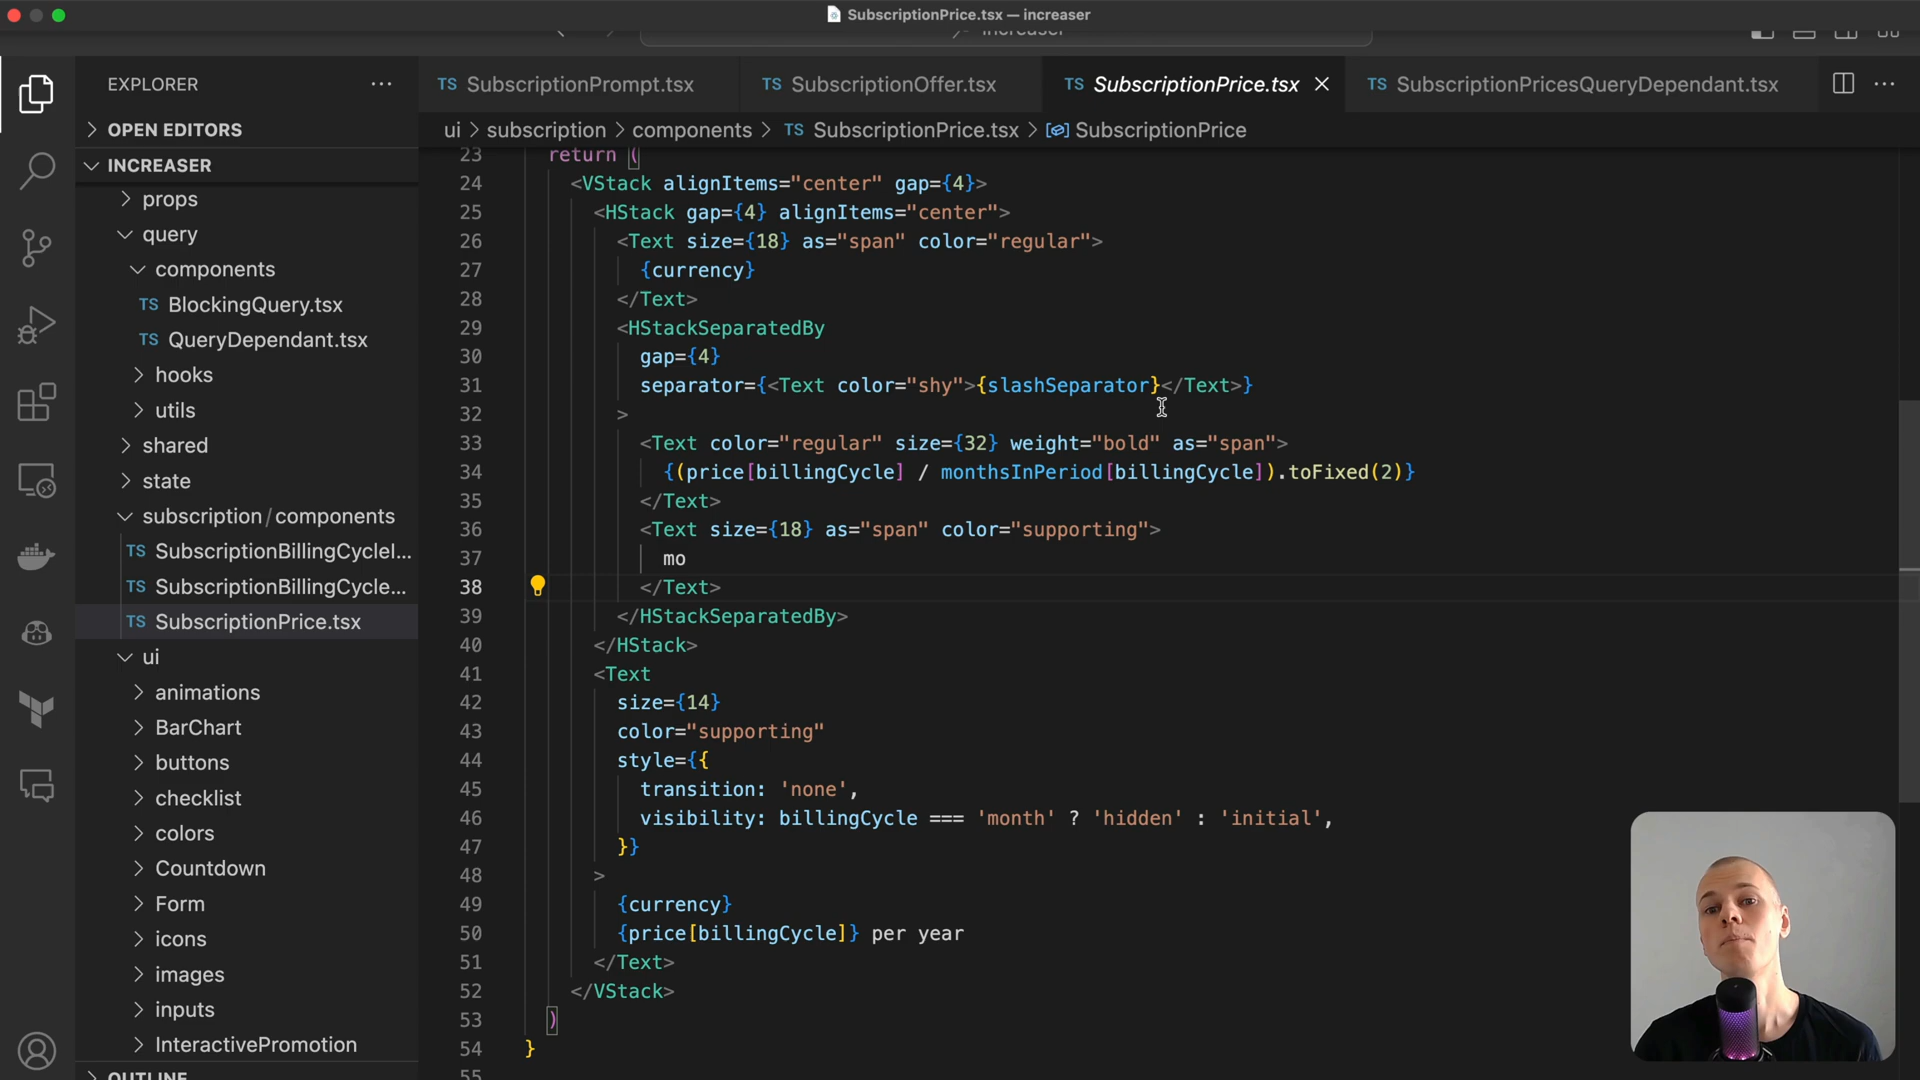 SubscriptionPrice.tsx — increaser
increaser
EXPLORER
OPEN EDITORS
INCREASER
props
query
components
TS BlockingQuery.tsx
TS QueryDependant.tsx
hooks
utils
shared
state
subscription / components
TS SubscriptionBillingCycleI...
TS SubscriptionBillingCycle...
TS SubscriptionPrice.tsx
ui
animations
BarChart
buttons
checklist
colors
Countdown
Form
icons
images
inputs
InteractivePromotion
OUTLINE
TS SubscriptionPrompt.tsx
TS SubscriptionOffer.tsx
TS SubscriptionPrice.tsx
TS SubscriptionPricesQueryDependant.tsx
ui > subscription > components > TS SubscriptionPrice.tsx > SubscriptionPrice
23 return (
24 <VStack alignItems="center" gap={4}>
25 <HStack gap={4} alignItems="center">
26 <Text size={18} as="span" color="regular">
27 {currency}
28 </Text>
29 <HStackSeparatedBy
30 gap={4}
31 separator={<Text color="shy">{slashSeparator}</Text>}
32 >
33 <Text color="regular" size={32} weight="bold" as="span">
34 {(price[billingCycle] / monthsInPeriod[billingCycle]).toFixed(2)}
35 </Text>
36 <Text size={18} as="span" color="supporting">
37 mo
38 </Text>
39 </HStackSeparatedBy>
40 </HStack>
41 <Text
42 size={14}
43 color="supporting"
44 style={{
45 transition: 'none',
46 visibility: billingCycle === 'month' ? 'hidden' : 'initial',
47 }}
48 >
49 {currency}
50 {price[billingCycle]} per year
51 </Text>
52 </VStack>
53 )
54 }
55